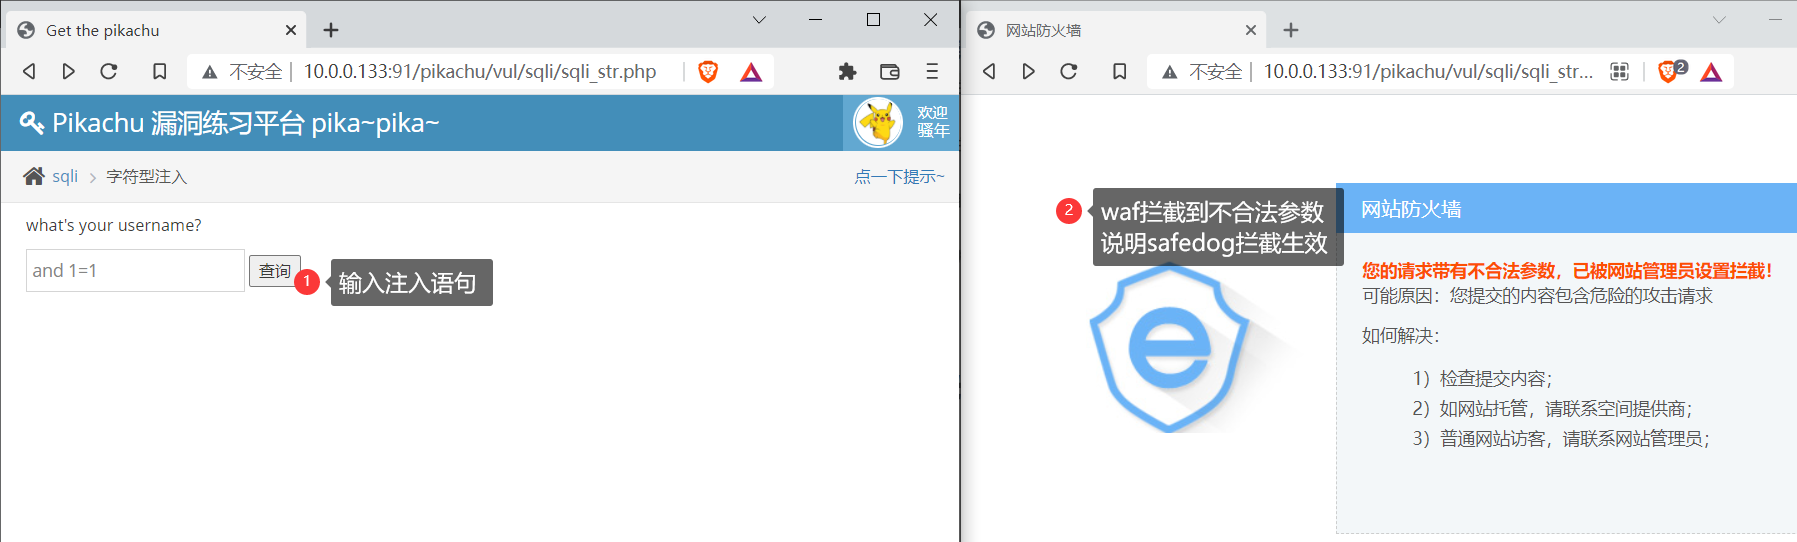 Get the pikachu
不安全 | 10.0.0.133:91/pikachu/vul/sqli/sqli_str.php
Pikachu 漏洞练习平台 pika~pika~
欢迎
骚年
sqli > 字符型注入
点一下提示~
what's your username?
and 1=1
查询
1
输入注入语句
网站防火墙
不安全 | 10.0.0.133:91/pikachu/vul/sqli/sqli_str...
2
2
waf拦截到不合法参数
说明safedog拦截生效
网站防火墙
您的请求带有不合法参数，已被网站管理员设置拦截！
可能原因：您提交的内容包含危险的攻击请求
如何解决：
1）检查提交内容；
2）如网站托管，请联系空间提供商；
3）普通网站访客，请联系网站管理员；